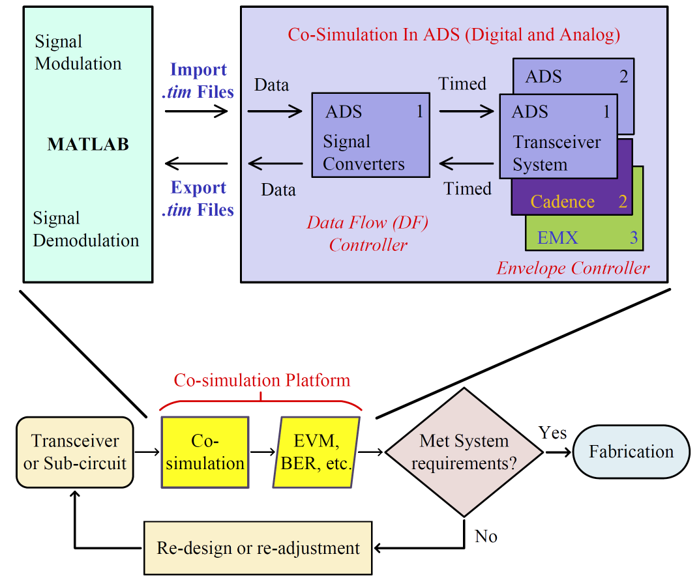 Signal
Modulation
MATLAB
Signal
Demodulation
Import
.tim Files
Export
.tim Files
Co-Simulation In ADS (Digital and Analog)
Data
Data
ADS 1
Signal
Converters
Data Flow (DF)
Controller
Timed
Timed
ADS 2
ADS 1
Transceiver
System
Cadence 2
EMX 3
Envelope Controller
Co-simulation Platform
Transceiver
or Sub-circuit
Co-
simulation
EVM,
BER, etc.
Met System
requirements?
Yes
Fabrication
No
Re-design or re-adjustment